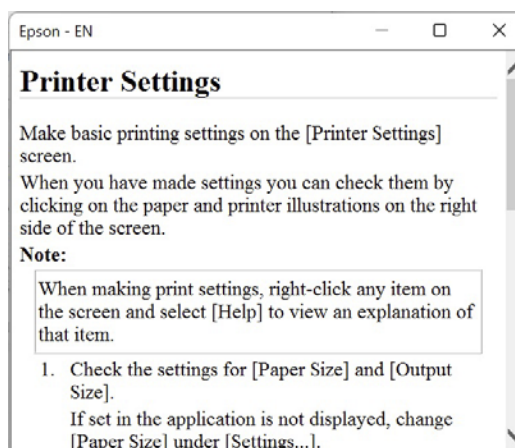 Epson - EN
Printer Settings
Make basic printing settings on the [Printer Settings]
screen.
When you have made settings you can check them by
clicking on the paper and printer illustrations on the right
side of the screen.
Note:
When making print settings, right-click any item on
the screen and select [Help] to view an explanation of
that item.
1. Check the settings for [Paper Size] and [Output
Size].
If set in the application is not displayed, change
[Paper Size] under [Settings...].